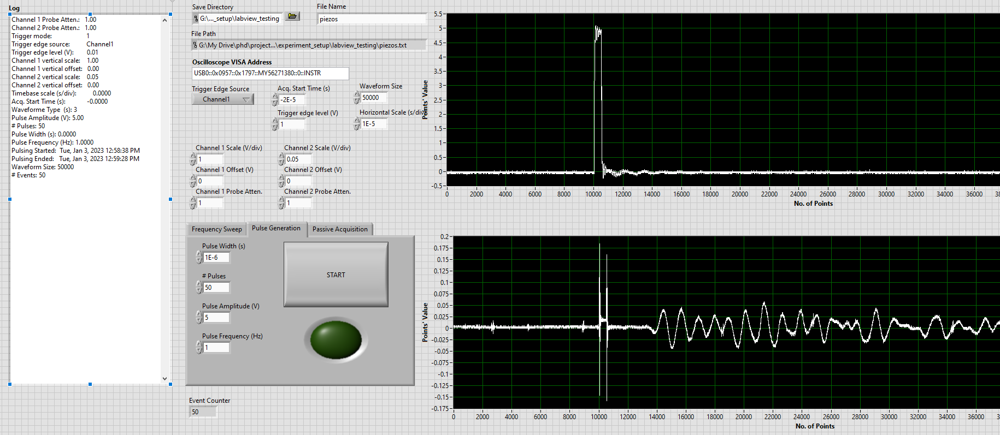 Log
Channel 1 Probe Atten.: 1.00
Channel 2 Probe Atten.: 1.00
Trigger mode: 1
Trigger edge source: Channel1
Trigger edge level (V): 0.01
Channel 1 vertical scale: 1.00
Channel 1 vertical offset: 0.00
Channel 2 vertical scale: 0.05
Channel 2 vertical offset: 0.00
Timebase scale (s/div): 0.0000
Acq. Start Time (s): -0.0000
Waveforme Type (s): 3
Pulse Amplitude (V): 5.00
# Pulses: 50
Pulse Width (s): 0.0000
Pulse Frequency (Hz): 1.0000
Pulsing Started: Tue, Jan 3, 2023 12:58:38 PM
Pulsing Ended: Tue, Jan 3, 2023 12:59:28 PM
Waveform Size: 50000
# Events: 50
Save Directory
G:\..._setup\labview_testing
File Name
piezos
File Path
G:\My Drive\phd\project...\experiment_setup\labview_testing\piezos.txt
Oscilloscope VISA Address
USB0::0x0957::0x1797::MY56271380::0::INSTR
Trigger Edge Source
Channel1
Acq. Start Time (s)
-2E-5
Waveform Size
50000
Trigger edge level (V)
1
Horizontal Scale (s/div
1E-5
Channel 1 Scale (V/div)
1
Channel 2 Scale (V/div)
0.05
Channel 1 Offset (V)
0
Channel 2 Offset (V)
0
Channel 1 Probe Atten.
1
Channel 2 Probe Atten.
1
Frequency Sweep
Pulse Generation
Passive Acquisition
Pulse Width (s)
1E-6
# Pulses
50
Pulse Amplitude (V)
5
Pulse Frequency (Hz)
1
START
Event Counter
50
Points' Value
5.5
5
4.5
4
3.5
3
2.5
2
1.5
1
0.5
0
-0.5
0 2000 4000 6000 8000 10000 12000 14000 16000 18000 20000 22000 24000 26000 28000 30000 32000 34000 36000 38
No. of Points
Points' Value
0.2
0.175
0.15
0.125
0.1
0.075
0.05
0.025
0
-0.025
-0.05
-0.075
-0.1
-0.125
-0.15
-0.175
0 2000 4000 6000 8000 10000 12000 14000 16000 18000 20000 22000 24000 26000 28000 30000 32000 34000 36000 3
No. of Points